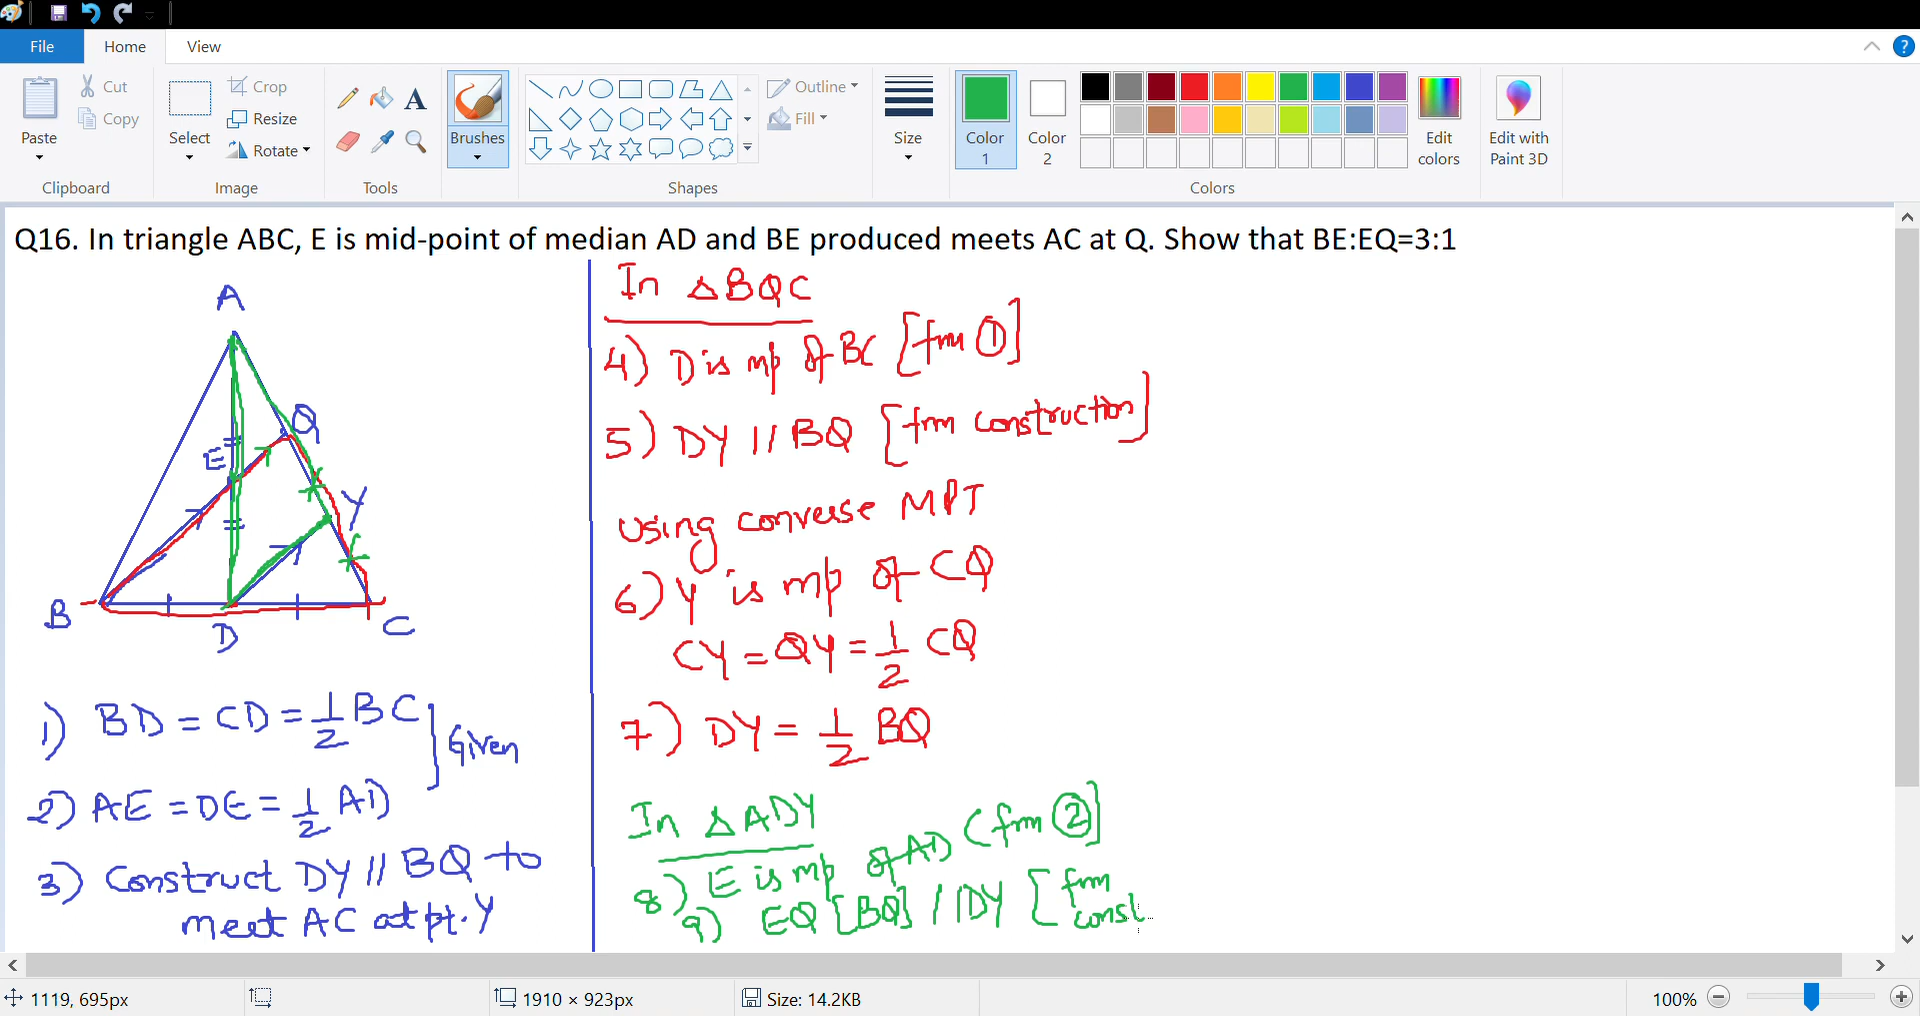 File Home View
Paste Cut Copy Select Crop Resize Rotate A Brushes Outline Fill Size Color 1 Color 2 Edit colors Edit with Paint 3D
Clipboard Image Tools Shapes Colors
Q16. In triangle ABC, E is mid-point of median AD and BE produced meets AC at Q. Show that BE:EQ=3:1
A
Q
E
Y
B
D
C
1) BD = CD = 1/2 BC ] Given
2) AE = DE = 1/2 AD
3) Construct DY // BQ to
meet AC at pt. Y
In △BQC
4) D is mp of BC [frm ①]
5) DY // BQ [frm construction]
Using converse MPT
6) Y is mp of CQ
CY = QY = 1/2 CQ
7) DY = 1/2 BQ
In △ADY
8) E is mp of AD (frm ②]
9) EQ [BQ] // DY [frm
const
1119, 695px 1910 × 923px Size: 14.2KB 100%